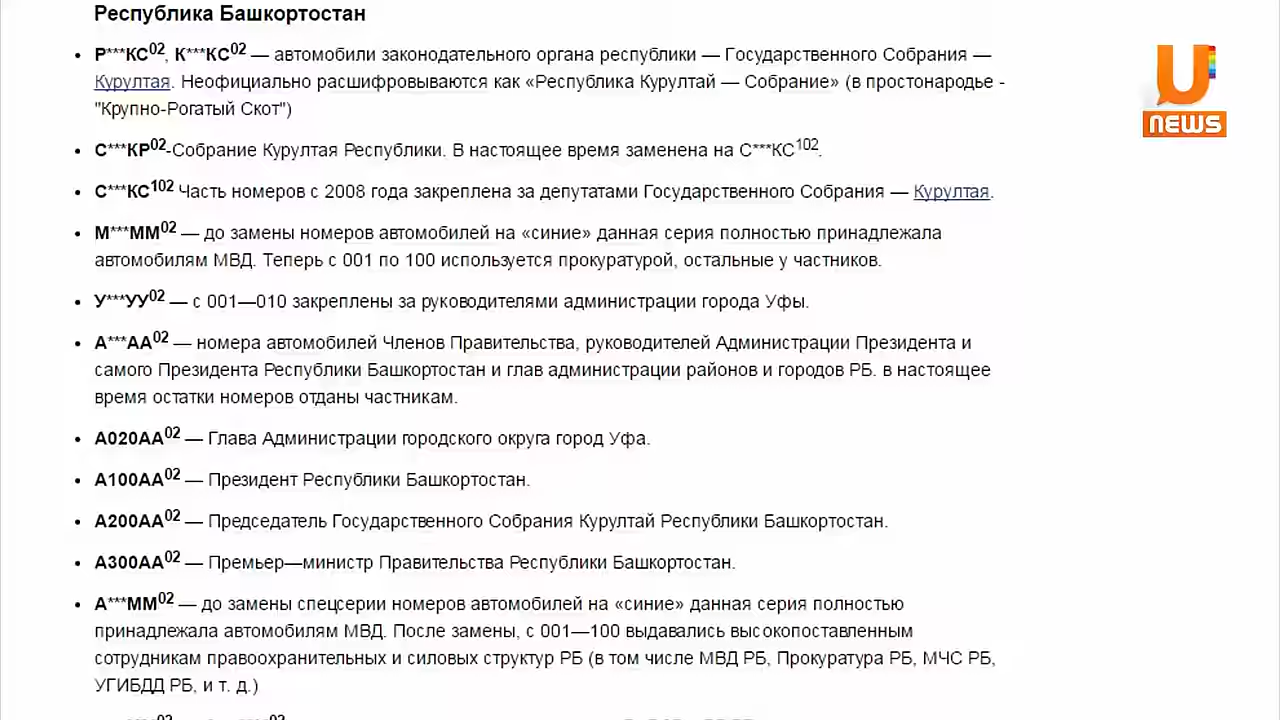 Республика Башкортостан
Р***КС02, К***КС02 — автомобили законодательного органа республики — Государственного Собрания —
Курултая. Неофициально расшифровываются как «Республика Курултай — Собрание» (в простонародье -
"Крупно-Рогатый Скот")
С***КР02-Собрание Курултая Республики. В настоящее время заменена на С***КС102.
С***КС102 Часть номеров с 2008 года закреплена за депутатами Государственного Собрания — Курултая.
М***ММ02 — до замены номеров автомобилей на «синие» данная серия полностью принадлежала
автомобилям МВД. Теперь с 001 по 100 используется прокуратурой, остальные у частников.
У***УУ02 — с 001—010 закреплены за руководителями администрации города Уфы.
А***АА02 — номера автомобилей Членов Правительства, руководителей Администрации Президента и
самого Президента Республики Башкортостан и глав администрации районов и городов РБ. в настоящее
время остатки номеров отданы частникам.
А020АА02 — Глава Администрации городского округа город Уфа.
А100АА02 — Президент Республики Башкортостан.
А200АА02 — Председатель Государственного Собрания Курултай Республики Башкортостан.
А300АА02 — Премьер—министр Правительства Республики Башкортостан.
А***ММ02 — до замены спецсерии номеров автомобилей на «синие» данная серия полностью
принадлежала автомобилям МВД. После замены, с 001—100 выдавались высокопоставленным
сотрудникам правоохранительных и силовых структур РБ (в том числе МВД РБ, Прокуратура РБ, МЧС РБ,
УГИБДД РБ, и т. д.)
U
NEWS